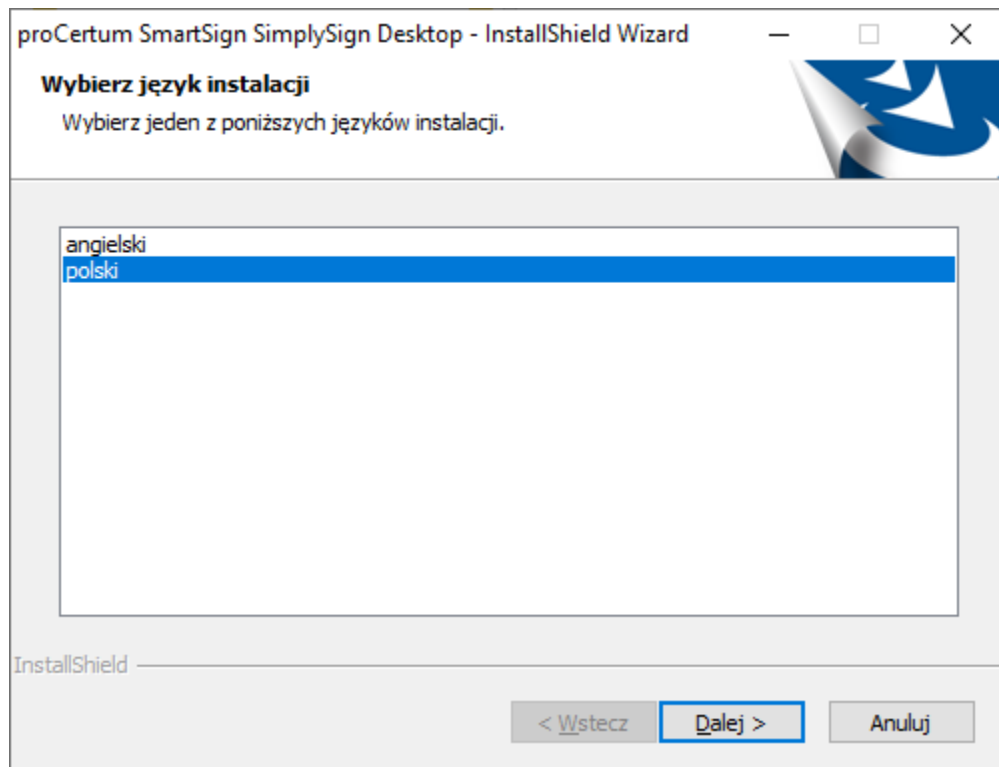 proCertum SmartSign SimplySign Desktop - InstallShield Wizard
Wybierz język instalacji
Wybierz jeden z poniższych języków instalacji.
angielski
polski
InstallShield
< Wstecz
Dalej >
Anuluj